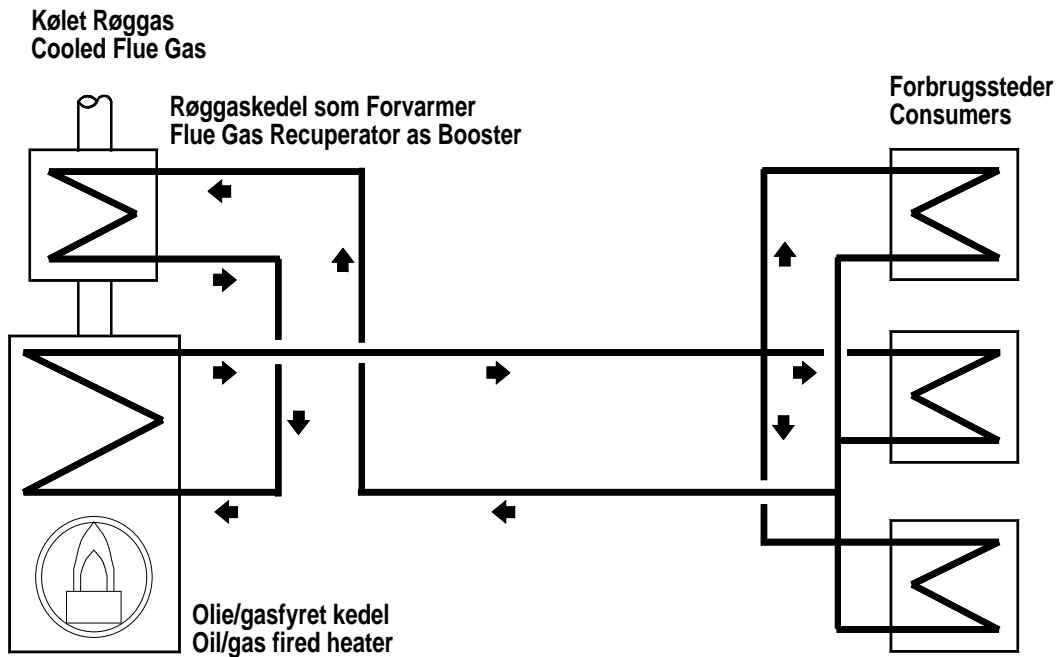 Kølet Røggas
Cooled Flue Gas
Røggaskedel som Forvarmer
Flue Gas Recuperator as Booster
Forbrugssteder
Consumers
Olie/gasfyret kedel
Oil/gas fired heater